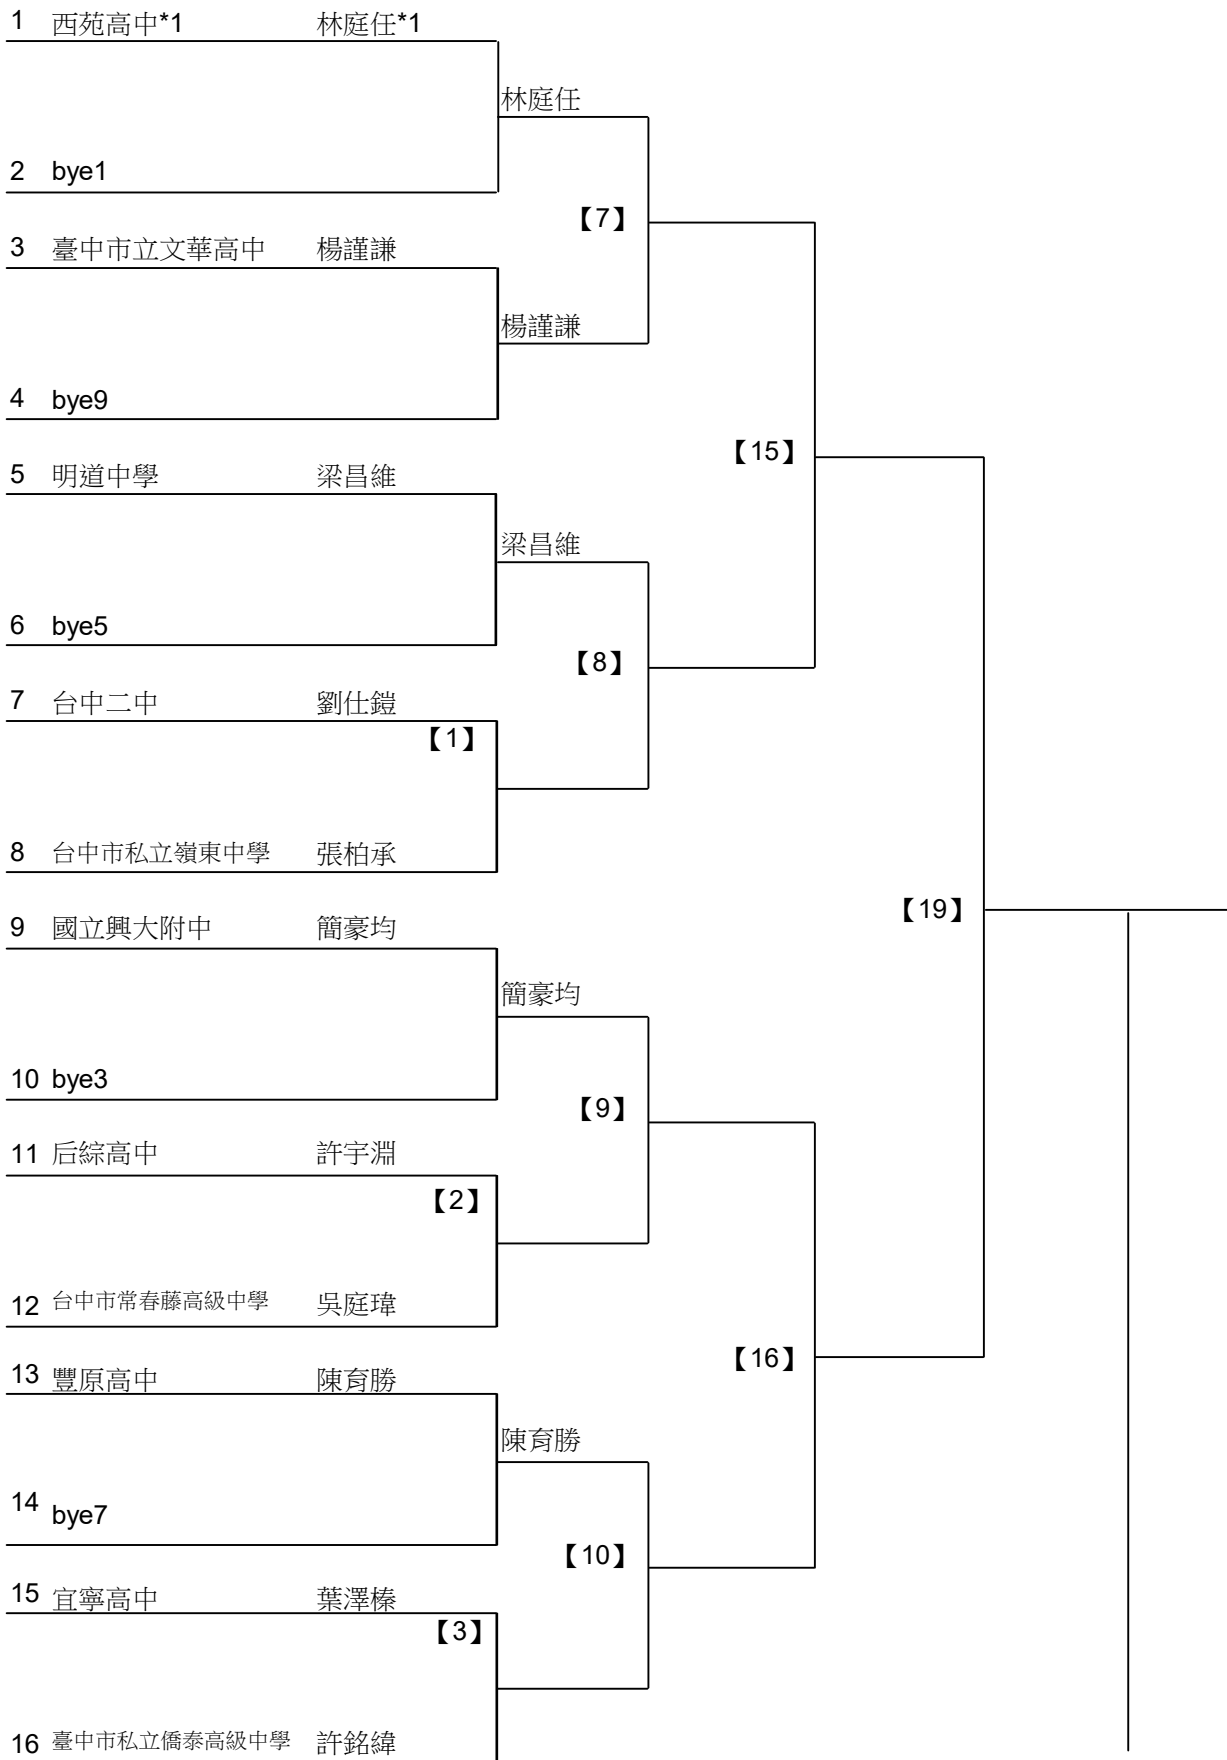 1 西苑高中*1 林庭任*1
林庭任
2 bye1
【7】
3 臺中市立文華高中 楊謹謙
楊謹謙
4 bye9
【15】
5 明道中學 梁昌維
梁昌維
6 bye5
【8】
7 台中二中 劉仕鎧
【1】
8 台中市私立嶺東中學 張柏承
【19】
9 國立興大附中 簡豪均
簡豪均
10 bye3
【9】
11 后綜高中 許宇淵
【2】
12 台中市常春藤高級中學 吳庭瑋
【16】
13 豐原高中 陳育勝
陳育勝
14 bye7
【10】
15 宜寧高中 葉澤榛
【3】
16 臺中市私立僑泰高級中學 許銘緯